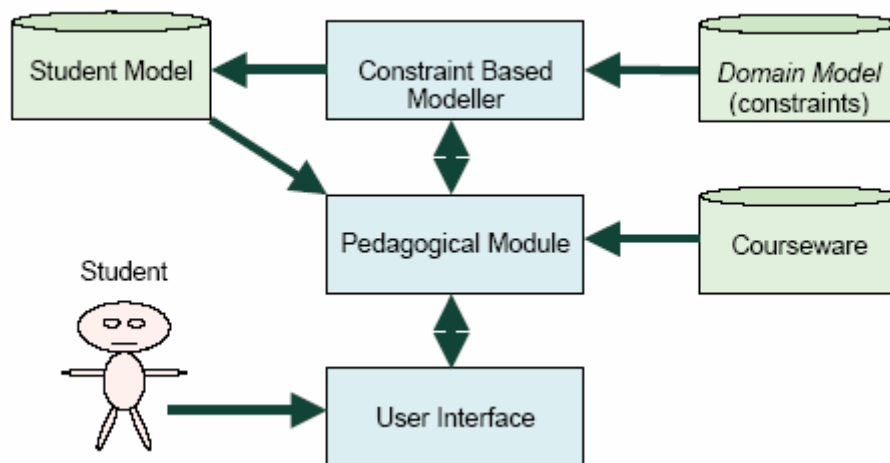 Student Model
Constraint Based
Modeller
Domain Model
(constraints)
Pedagogical Module
Courseware
Student
User Interface